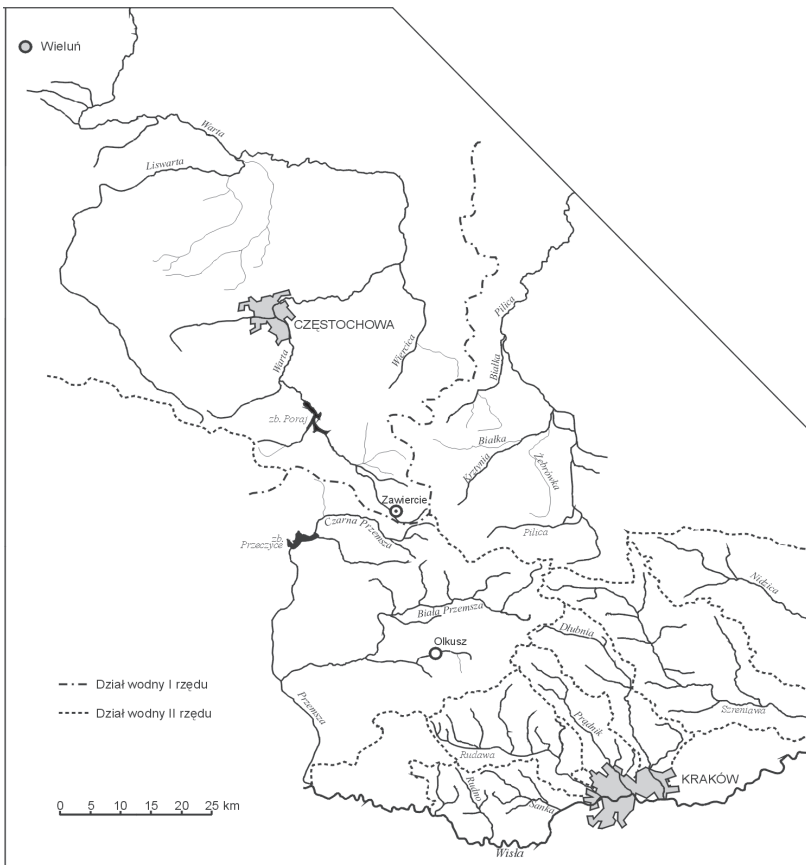 Wieluń
Warta
Liswarta
CZĘSTOCHOWA
Pilica
Warta
Wiercica
Białka
zb. Poraj
Białka
Krztynia
Żebrówka
Zawiercie
Czarna Przemsza
Pilica
zb.
Przeczyce
Nidzica
Biała Przemsza
Dłubnia
Olkusz
Dział wodny I rzędu
Dział wodny II rzędu
Przemsza
Szreniawa
Prądnik
Rudawa
KRAKÓW
Rudno
Sanka
0 5 10 15 20 25 km
Wisła